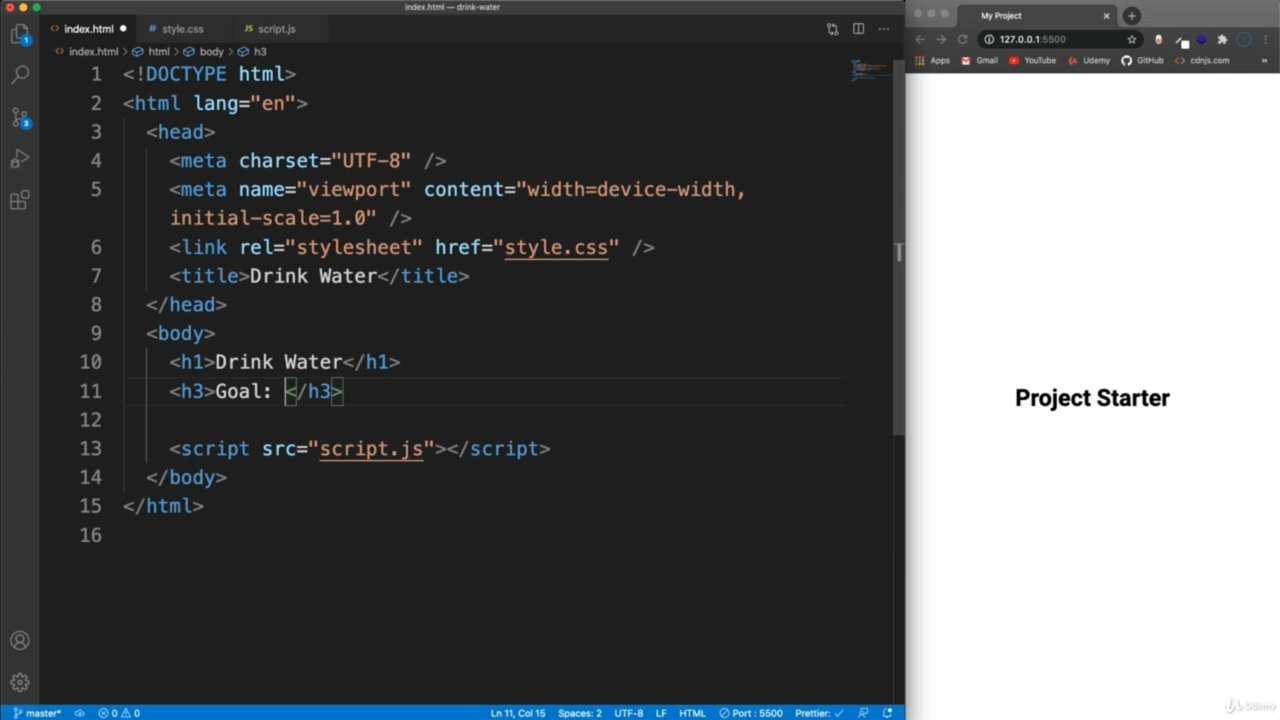 index.html — drink-water
index.html
style.css
script.js
index.html > html > body > h3
1 <!DOCTYPE html>
2 <html lang="en">
3 <head>
4 <meta charset="UTF-8" />
5 <meta name="viewport" content="width=device-width,
initial-scale=1.0" />
6 <link rel="stylesheet" href="style.css" />
7 <title>Drink Water</title>
8 </head>
9 <body>
10 <h1>Drink Water</h1>
11 <h3>Goal: </h3>
12
13 <script src="script.js"></script>
14 </body>
15 </html>
16
1
3
master*
0
0
Ln 11, Col 15
Spaces: 2
UTF-8
LF
HTML
Port : 5500
Prettier: ✓
My Project
127.0.0.1:5500
Apps
Gmail
YouTube
Udemy
GitHub
cdnjs.com
»
Project Starter
Udemy